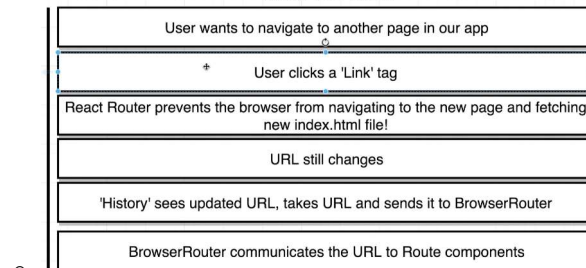 User wants to navigate to another page in our app
User clicks a 'Link' tag
React Router prevents the browser from navigating to the new page and fetching
new index.html file!
URL still changes
'History' sees updated URL, takes URL and sends it to BrowserRouter
BrowserRouter communicates the URL to Route components